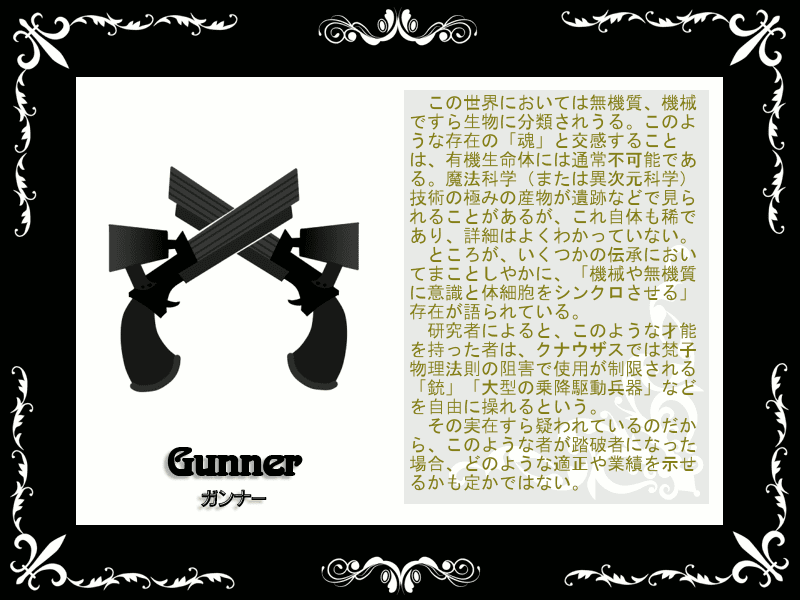 Gunner
ガンナー
　この世界においては無機質、機械
ですら生物に分類されうる。このよ
うな存在の「魂」と交感すること
は、有機生命体には通常不可能であ
る。魔法科学（または異次元科学）
技術の極みの産物が遺跡などで見ら
れることがあるが、これ自体も稀で
あり、詳細はよくわかっていない。
　ところが、いくつかの伝承におい
てまことしやかに、「機械や無機質
に意識と体細胞をシンクロさせる」
存在が語られている。
　研究者によると、このような才能
を持った者は、クナウザスでは梵子
物理法則の阻害で使用が制限される
「銃」「大型の乗降駆動兵器」など
を自由に操れるという。
　その実在すら疑われているのだか
ら、このような者が踏破者になった
場合、どのような適正や業績を示せ
るかも定かではない。